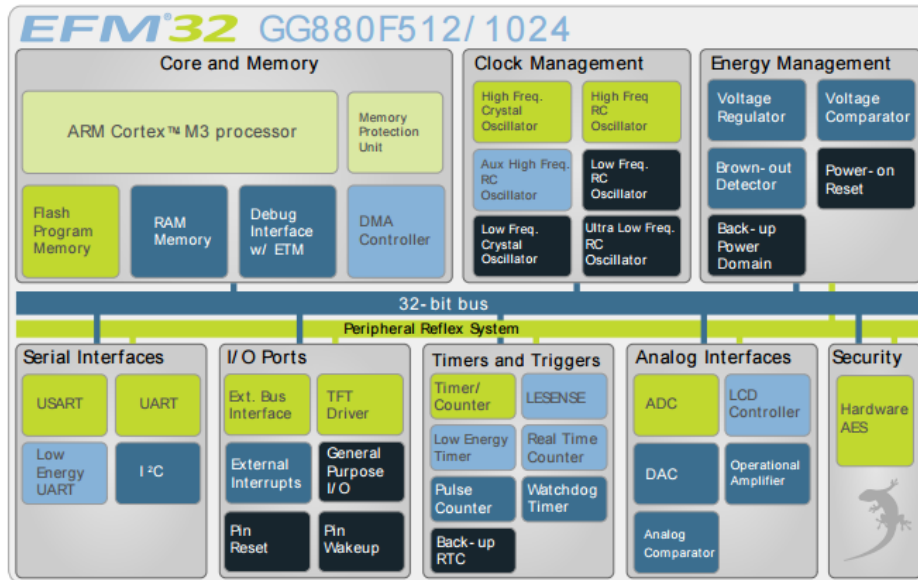 EFM®32 GG880F512/1024
Core and Memory
ARM Cortex™ M3 processor
Memory
Protection
Unit
Flash
Program
Memory
RAM
Memory
Debug
Interface
w/ ETM
DMA
Controller
Clock Management
High Freq.
Crystal
Oscillator
High Freq
RC
Oscillator
Aux High Freq.
RC
Oscillator
Low Freq.
RC
Oscillator
Low Freq.
Crystal
Oscillator
Ultra Low Freq.
RC
Oscillator
Energy Management
Voltage
Regulator
Voltage
Comparator
Brown-out
Detector
Power-on
Reset
Back-up
Power
Domain
32-bit bus
Peripheral Reflex System
Serial Interfaces
USART
UART
Low
Energy
UART
I²C
I/O Ports
Ext. Bus
Interface
TFT
Driver
External
Interrupts
General
Purpose
I/O
Pin
Reset
Pin
Wakeup
Timers and Triggers
Timer/
Counter
LESENSE
Low Energy
Timer
Real Time
Counter
Pulse
Counter
Watchdog
Timer
Back-up
RTC
Analog Interfaces
ADC
LCD
Controller
DAC
Operational
Amplifier
Analog
Comparator
Security
Hardware
AES